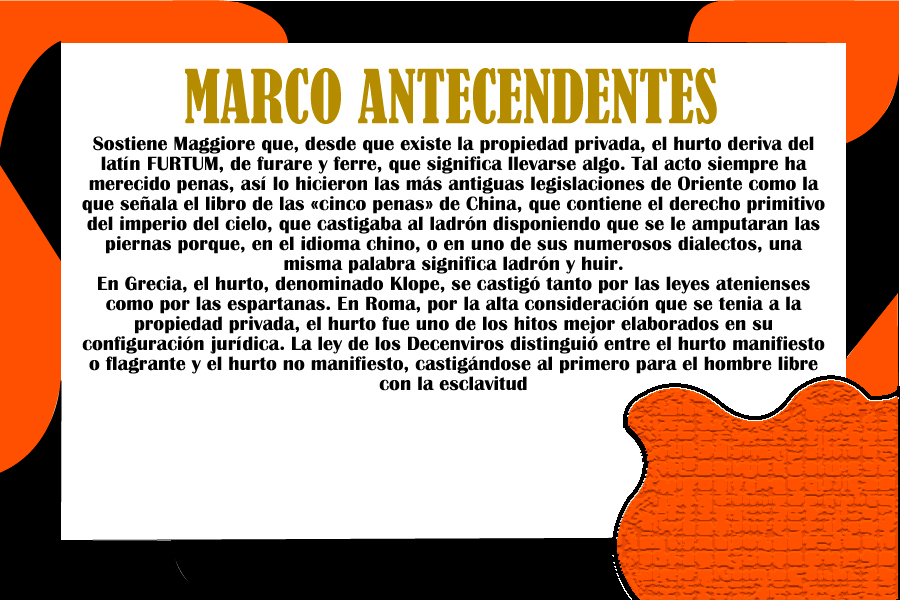 MARCO ANTECENDENTES
Sostiene Maggiore que, desde que existe la propiedad privada, el hurto deriva del
latín FURTUM, de furare y ferre, que significa llevarse algo. Tal acto siempre ha
merecido penas, así lo hicieron las más antiguas legislaciones de Oriente como la
que señala el libro de las «cinco penas» de China, que contiene el derecho primitivo
del imperio del cielo, que castigaba al ladrón disponiendo que se le amputaran las
piernas porque, en el idioma chino, o en uno de sus numerosos dialectos, una
misma palabra significa ladrón y huir.
En Grecia, el hurto, denominado Klope, se castigó tanto por las leyes atenienses
como por las espartanas. En Roma, por la alta consideración que se tenía a la
propiedad privada, el hurto fue uno de los hitos mejor elaborados en su
configuración jurídica. La ley de los Decenviros distinguió entre el hurto manifiesto
o flagrante y el hurto no manifiesto, castigándose al primero para el hombre libre
con la esclavitud